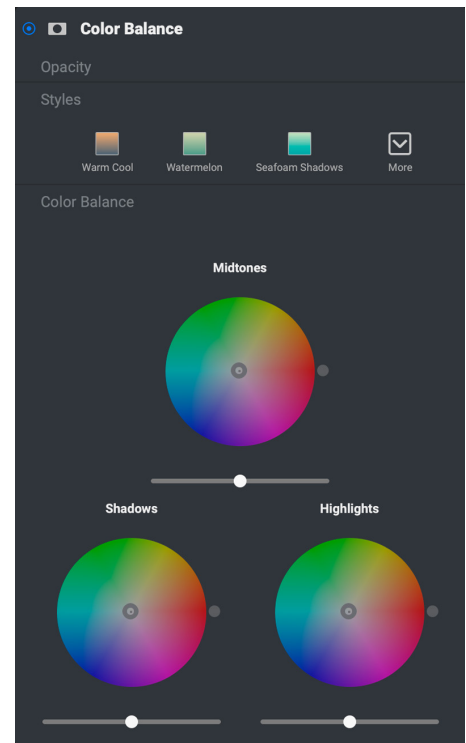 Color Balance
Opacity
Styles
Warm Cool Watermelon Seafoam Shadows More
Color Balance
Midtones
Shadows Highlights